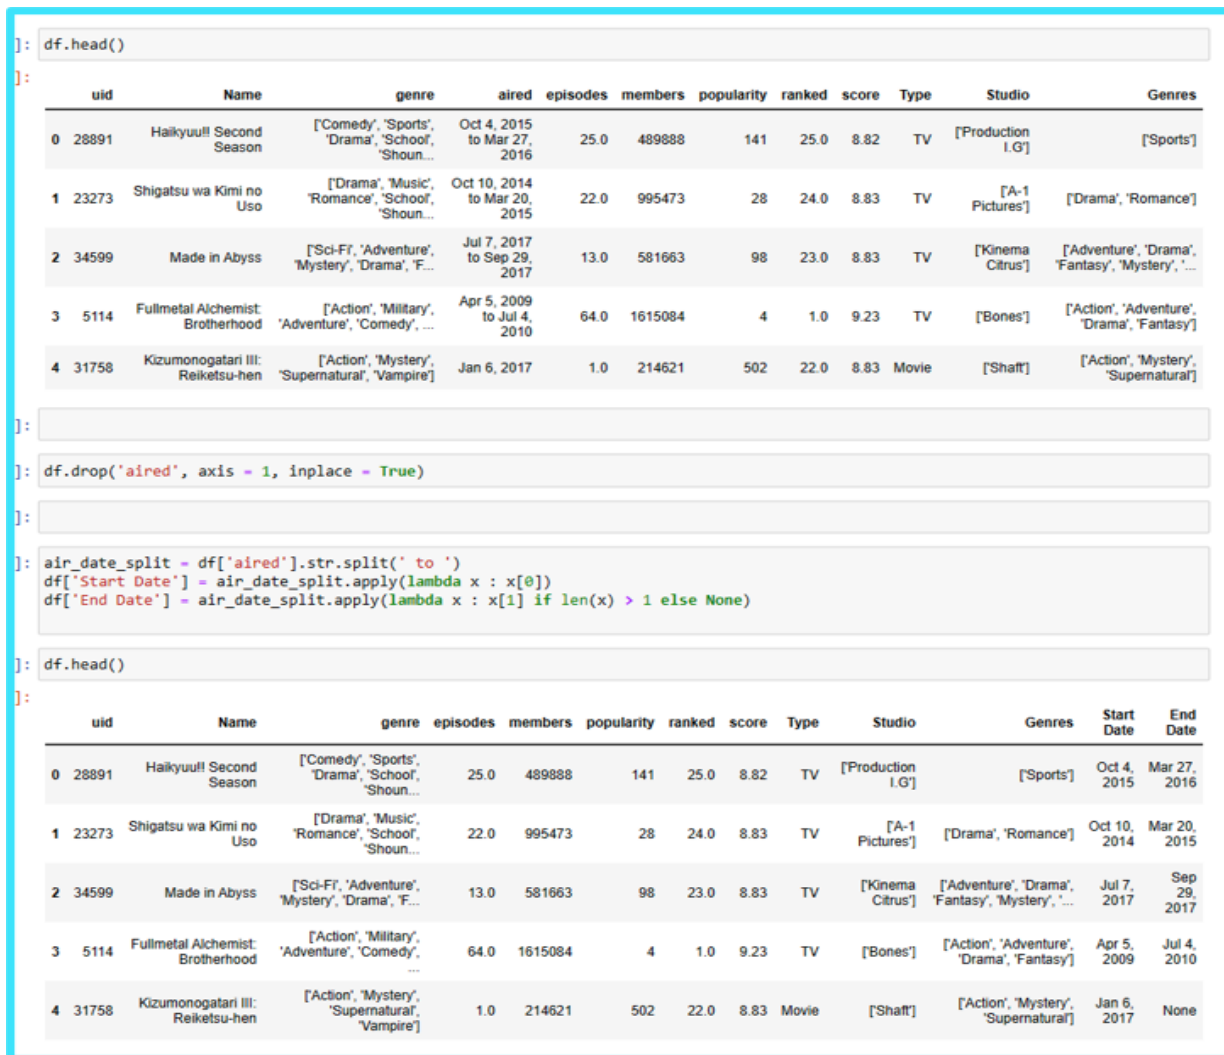 ]: df.head()
]:
uid Name genre aired episodes members popularity ranked score Type Studio Genres
0 28891 Haikyuu!! Second Season ['Comedy', 'Sports', 'Drama', 'School', 'Shoun... Oct 4, 2015 to Mar 27, 2016 25.0 489888 141 25.0 8.82 TV ['Production I.G'] ['Sports']
1 23273 Shigatsu wa Kimi no Uso ['Drama', 'Music', 'Romance', 'School', 'Shoun... Oct 10, 2014 to Mar 20, 2015 22.0 995473 28 24.0 8.83 TV ['A-1 Pictures'] ['Drama', 'Romance']
2 34599 Made in Abyss ['Sci-Fi', 'Adventure', 'Mystery', 'Drama', 'F... Jul 7, 2017 to Sep 29, 2017 13.0 581663 98 23.0 8.83 TV ['Kinema Citrus'] ['Adventure', 'Drama', 'Fantasy', 'Mystery', '...
3 5114 Fullmetal Alchemist: Brotherhood ['Action', 'Military', 'Adventure', 'Comedy', ... Apr 5, 2009 to Jul 4, 2010 64.0 1615084 4 1.0 9.23 TV ['Bones'] ['Action', 'Adventure', 'Drama', 'Fantasy']
4 31758 Kizumonogatari III: Reiketsu-hen ['Action', 'Mystery', 'Supernatural', 'Vampire'] Jan 6, 2017 1.0 214621 502 22.0 8.83 Movie ['Shaft'] ['Action', 'Mystery', 'Supernatural']
]:
]: df.drop('aired', axis = 1, inplace = True)
]:
]: air_date_split = df['aired'].str.split(' to ')
df['Start Date'] = air_date_split.apply(lambda x : x[0])
df['End Date'] = air_date_split.apply(lambda x : x[1] if len(x) > 1 else None)
]: df.head()
]:
uid Name genre episodes members popularity ranked score Type Studio Genres Start Date End Date
0 28891 Haikyuu!! Second Season ['Comedy', 'Sports', 'Drama', 'School', 'Shoun... 25.0 489888 141 25.0 8.82 TV ['Production I.G'] ['Sports'] Oct 4, 2015 Mar 27, 2016
1 23273 Shigatsu wa Kimi no Uso ['Drama', 'Music', 'Romance', 'School', 'Shoun... 22.0 995473 28 24.0 8.83 TV ['A-1 Pictures'] ['Drama', 'Romance'] Oct 10, 2014 Mar 20, 2015
2 34599 Made in Abyss ['Sci-Fi', 'Adventure', 'Mystery', 'Drama', 'F... 13.0 581663 98 23.0 8.83 TV ['Kinema Citrus'] ['Adventure', 'Drama', 'Fantasy', 'Mystery', '... Jul 7, 2017 Sep 29, 2017
3 5114 Fullmetal Alchemist: Brotherhood ['Action', 'Military', 'Adventure', 'Comedy', ... 64.0 1615084 4 1.0 9.23 TV ['Bones'] ['Action', 'Adventure', 'Drama', 'Fantasy'] Apr 5, 2009 Jul 4, 2010
4 31758 Kizumonogatari III: Reiketsu-hen ['Action', 'Mystery', 'Supernatural', 'Vampire'] 1.0 214621 502 22.0 8.83 Movie ['Shaft'] ['Action', 'Mystery', 'Supernatural'] Jan 6, 2017 None